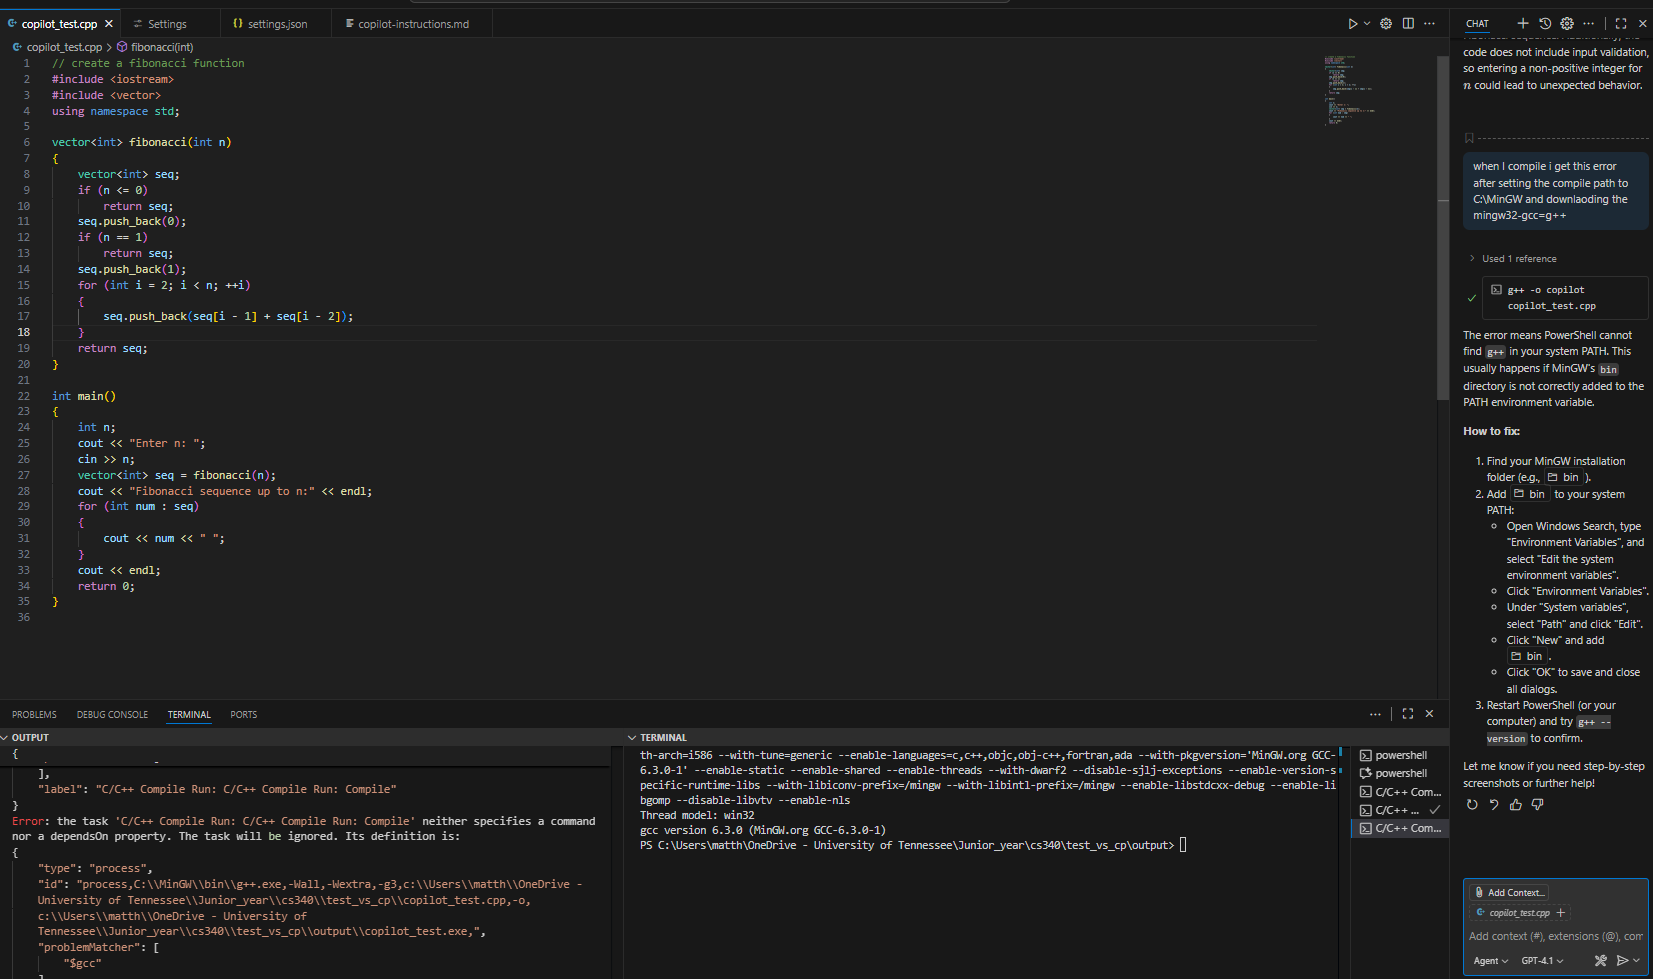 copilot_test.cpp
Settings
settings.json
copilot-instructions.md
copilot_test.cpp > fibonacci(int)
1 // create a fibonacci function
2 #include <iostream>
3 #include <vector>
4 using namespace std;
5
6 vector<int> fibonacci(int n)
7 {
8 vector<int> seq;
9 if (n <= 0)
10 return seq;
11 seq.push_back(0);
12 if (n == 1)
13 return seq;
14 seq.push_back(1);
15 for (int i = 2; i < n; ++i)
16 {
17 seq.push_back(seq[i - 1] + seq[i - 2]);
18 }
19 return seq;
20 }
21
22 int main()
23 {
24 int n;
25 cout << "Enter n: ";
26 cin >> n;
27 vector<int> seq = fibonacci(n);
28 cout << "Fibonacci sequence up to n:" << endl;
29 for (int num : seq)
30 {
31 cout << num << " ";
32 }
33 cout << endl;
34 return 0;
35 }
36
PROBLEMS
DEBUG CONSOLE
TERMINAL
PORTS
OUTPUT
{
],
"label": "C/C++ Compile Run: C/C++ Compile Run: Compile"
}
Error: the task 'C/C++ Compile Run: C/C++ Compile Run: Compile' neither specifies a command
nor a dependsOn property. The task will be ignored. Its definition is:
{
"type": "process",
"id": "process,C:\\MinGW\\bin\\g++.exe,-Wall,-Wextra,-g3,c:\\Users\\matth\\OneDrive -
University of Tennessee\\Junior_year\\cs340\\test_vs_cp\\copilot_test.cpp,-o,
c:\\Users\\matth\\OneDrive - University of
Tennessee\\Junior_year\\cs340\\test_vs_cp\\output\\copilot_test.exe,",
"problemMatcher": [
"$gcc"
TERMINAL
th-arch=i586 --with-tune=generic --enable-languages=c,c++,objc,obj-c++,fortran,ada --with-pkgversion='MinGW.org GCC-
6.3.0-1' --enable-static --enable-shared --enable-threads --with-dwarf2 --disable-sjlj-exceptions --enable-version-s
pecific-runtime-libs --with-libiconv-prefix=/mingw --with-libintl-prefix=/mingw --enable-libstdcxx-debug --enable-li
bgomp --disable-libvtv --enable-nls
Thread model: win32
gcc version 6.3.0 (MinGW.org GCC-6.3.0-1)
PS C:\Users\matth\OneDrive - University of Tennessee\Junior_year\cs340\test_vs_cp\output>
powershell
powershell
C/C++ Com...
C/C++ ...
C/C++ Com...
CHAT
code does not include input validation,
so entering a non-positive integer for
n could lead to unexpected behavior.
when I compile i get this error
after setting the compile path to
C:\MinGW and downlaoding the
mingw32-gcc=g++
Used 1 reference
g++ -o copilot
copilot_test.cpp
The error means PowerShell cannot
find g++ in your system PATH. This
usually happens if MinGW's bin
directory is not correctly added to the
PATH environment variable.
How to fix:
1. Find your MinGW installation
folder (e.g., bin ).
2. Add bin to your system
PATH:
Open Windows Search, type
"Environment Variables", and
select "Edit the system
environment variables".
Click "Environment Variables".
Under "System variables",
select "Path" and click "Edit".
Click "New" and add
bin .
Click "OK" to save and close
all dialogs.
3. Restart PowerShell (or your
computer) and try g++ --
version to confirm.
Let me know if you need step-by-step
screenshots or further help!
Add Context...
copilot_test.cpp
Add context (#), extensions (@), com
Agent
GPT-4.1